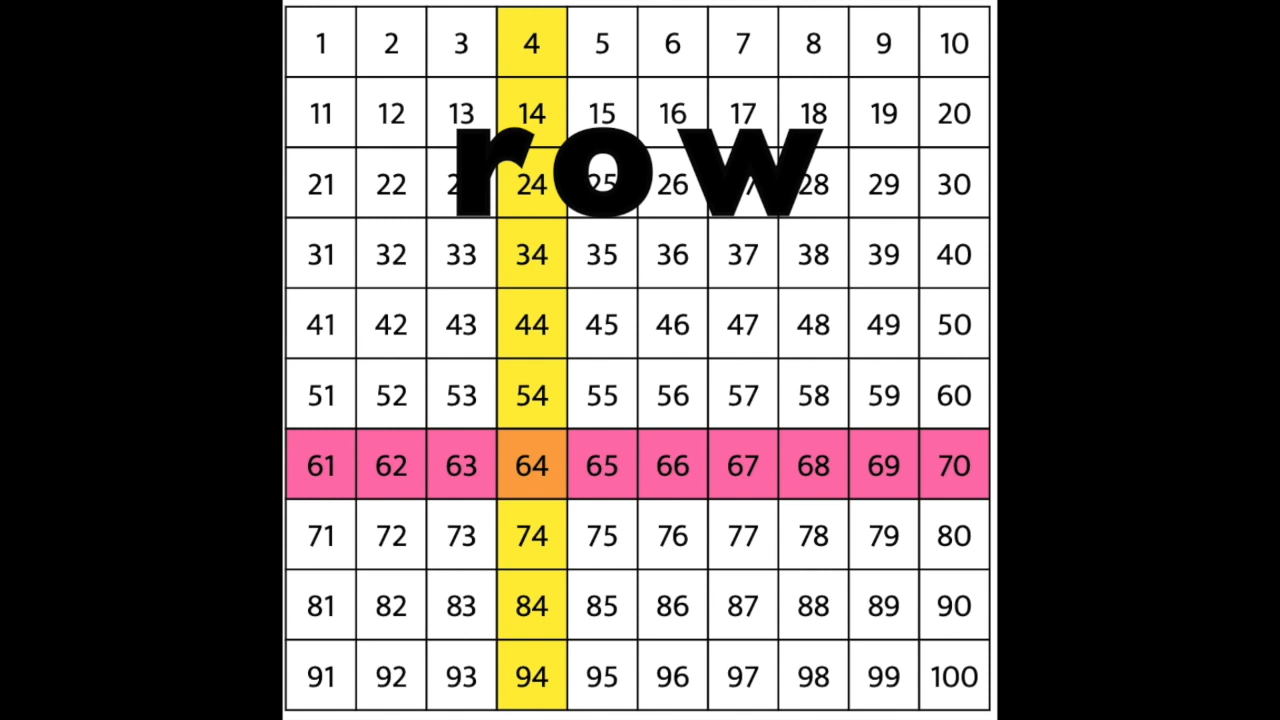 1 2 3 4 5 6 7 8 9 10
11 12 13 14 15 16 17 18 19 20
row
21 22 24 25 26 28 29 30
31 32 33 34 35 36 37 38 39 40
41 42 43 44 45 46 47 48 49 50
51 52 53 54 55 56 57 58 59 60
61 62 63 64 65 66 67 68 69 70
71 72 73 74 75 76 77 78 79 80
81 82 83 84 85 86 87 88 89 90
91 92 93 94 95 96 97 98 99 100